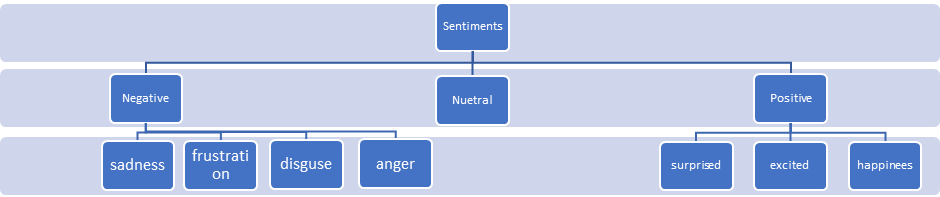 Sentiments
Negative
Nuetral
Positive
sadness
frustrati
on
disguse
anger
surprised
excited
happinees